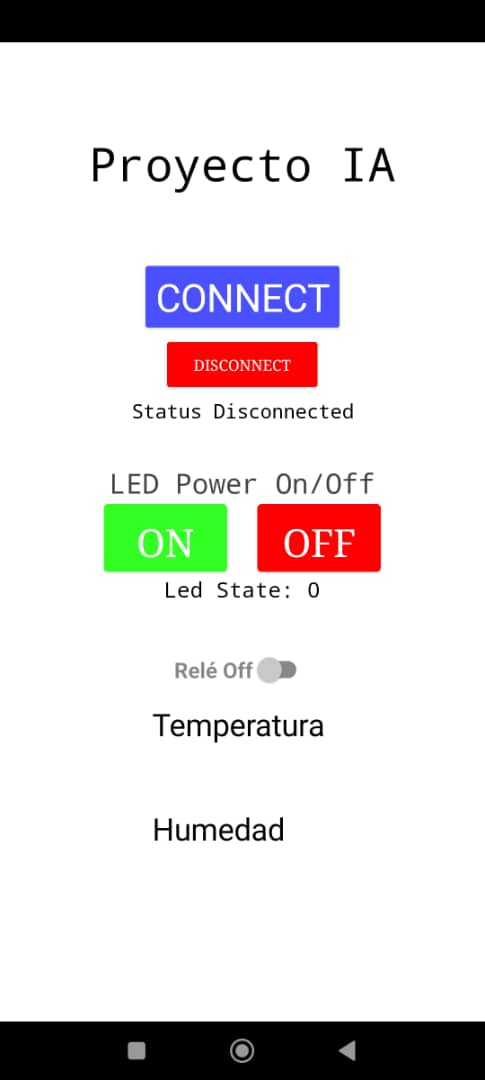 Proyecto IA
CONNECT
DISCONNECT
Status Disconnected
LED Power On/Off
ON OFF
Led State: 0
Relé Off
Temperatura
Humedad